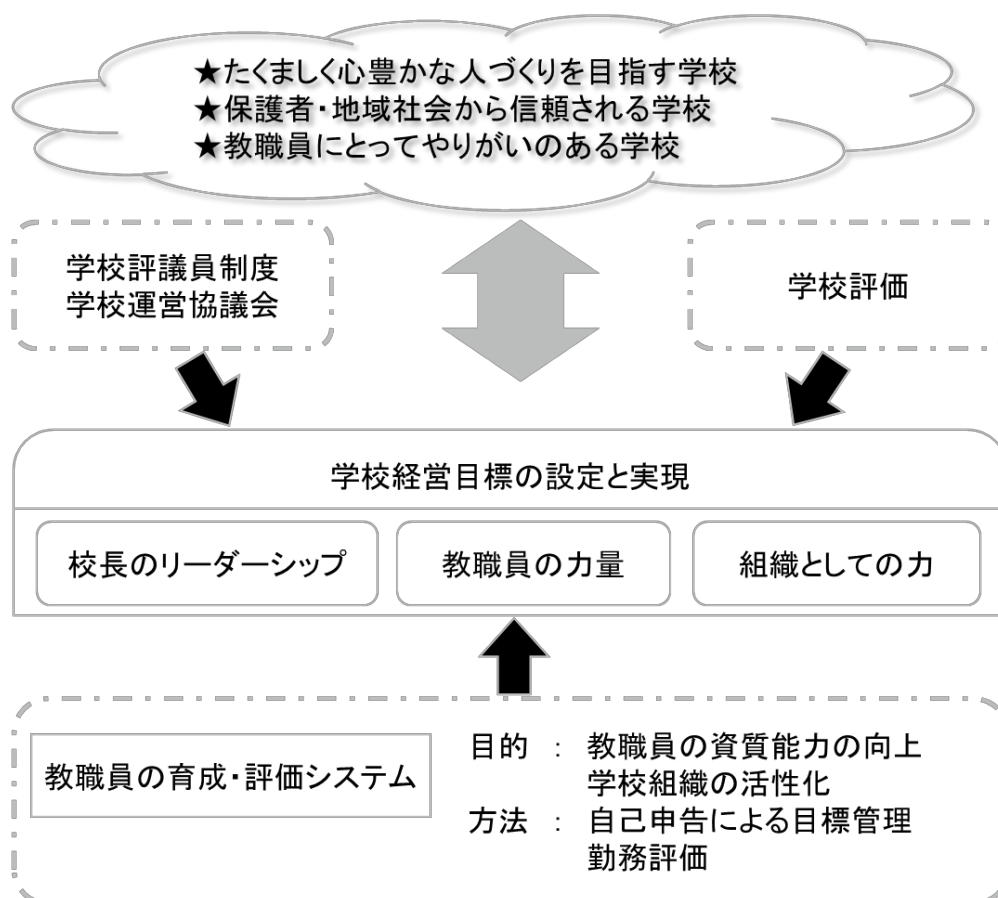 ★たくましく心豊かな人づくりを目指す学校
★保護者・地域社会から信頼される学校
★教職員にとってやりがいのある学校
学校評議員制度
学校運営協議会
学校評価
学校経営目標の設定と実現
校長のリーダーシップ
教職員の力量
組織としての力
教職員の育成・評価システム
目的 : 教職員の資質能力の向上
学校組織の活性化
方法 : 自己申告による目標管理
勤務評価